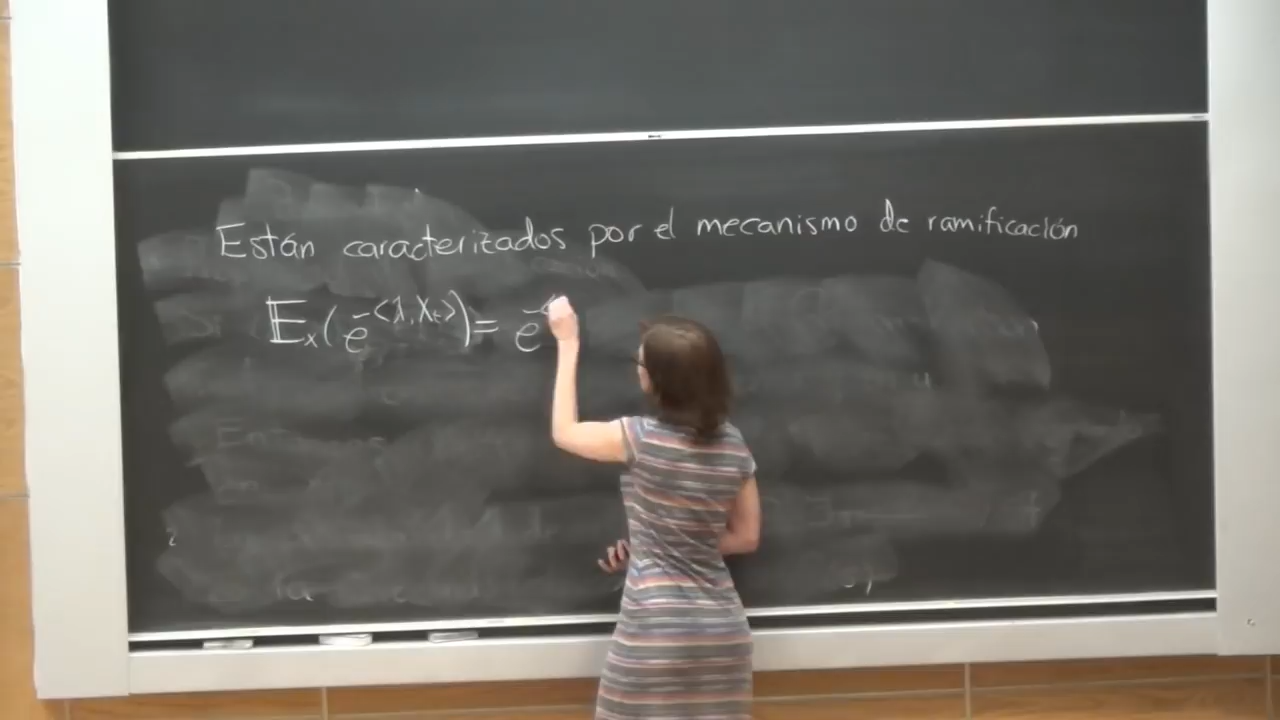 Están caracterizados por el mecanismo de ramificación
𝔼ₓ(e^{-<λ,Xₜ>}) = e^{-<